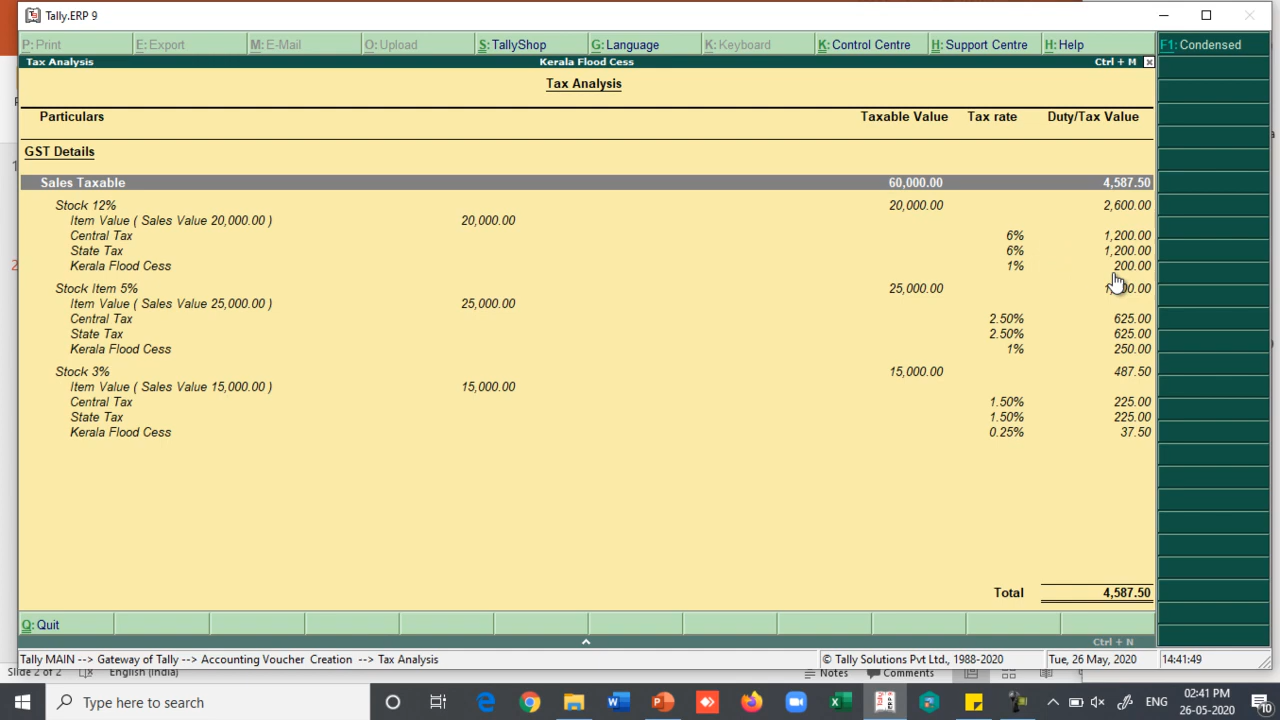 Tally.ERP 9
P: Print E: Export M: E-Mail O: Upload S: TallyShop G: Language K: Keyboard K: Control Centre H: Support Centre H: Help F1: Condensed
Tax Analysis Kerala Flood Cess Ctrl + M
Tax Analysis
Particulars Taxable Value Tax rate Duty/Tax Value
GST Details
Sales Taxable 60,000.00 4,587.50
Stock 12% 20,000.00 2,600.00
Item Value ( Sales Value 20,000.00 ) 20,000.00
Central Tax 6% 1,200.00
State Tax 6% 1,200.00
Kerala Flood Cess 1% 200.00
Stock Item 5% 25,000.00
Item Value ( Sales Value 25,000.00 ) 25,000.00
Central Tax 2.50% 625.00
State Tax 2.50% 625.00
Kerala Flood Cess 1% 250.00
Stock 3% 15,000.00 487.50
Item Value ( Sales Value 15,000.00 ) 15,000.00
Central Tax 1.50% 225.00
State Tax 1.50% 225.00
Kerala Flood Cess 0.25% 37.50
Total 4,587.50
Q: Quit
Ctrl + N
Tally MAIN --> Gateway of Tally --> Accounting Voucher Creation --> Tax Analysis © Tally Solutions Pvt Ltd., 1988-2020 Tue, 26 May, 2020 14:41:49
Slide 2 of 2 English (India) Notes Comments
Type here to search ENG 02:41 PM
26-05-2020 10